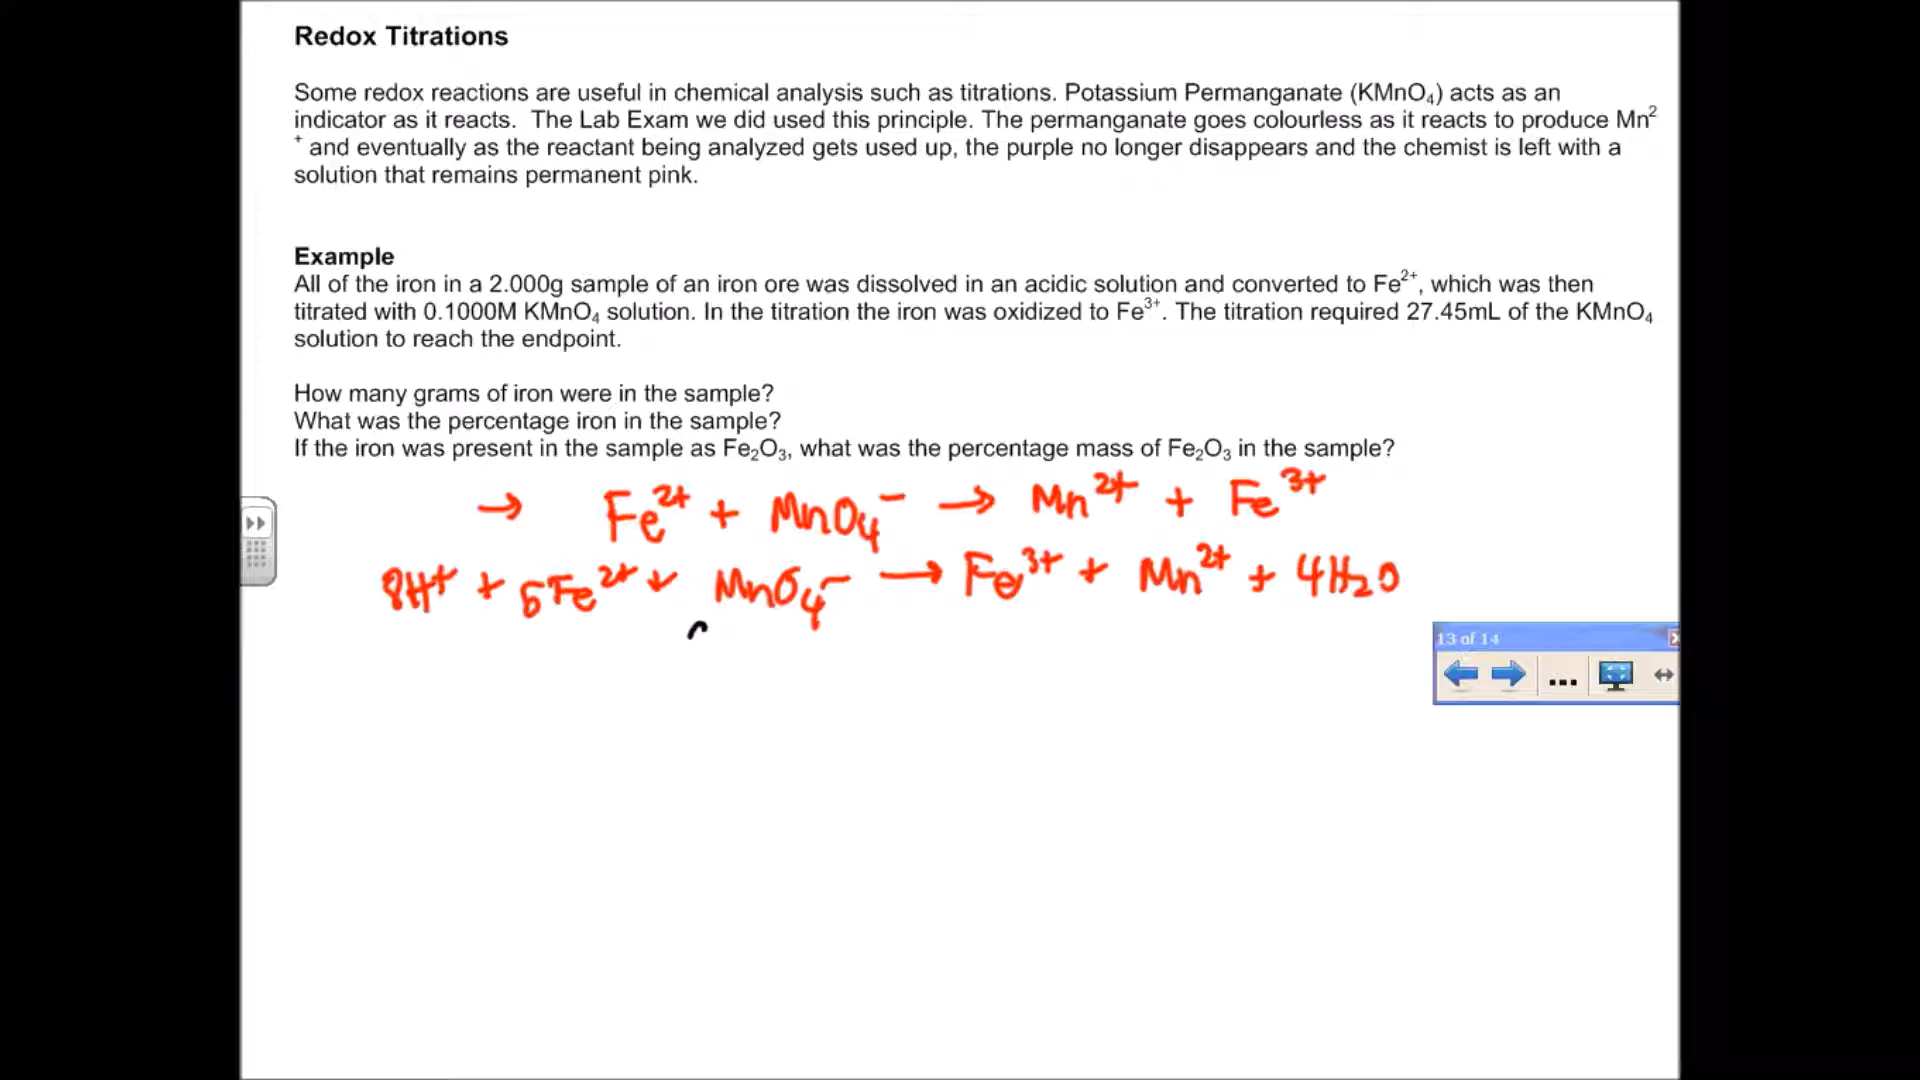 Redox Titrations
Some redox reactions are useful in chemical analysis such as titrations. Potassium Permanganate (KMnO₄) acts as an
indicator as it reacts.  The Lab Exam we did used this principle. The permanganate goes colourless as it reacts to produce Mn²
⁺ and eventually as the reactant being analyzed gets used up, the purple no longer disappears and the chemist is left with a
solution that remains permanent pink.
Example
All of the iron in a 2.000g sample of an iron ore was dissolved in an acidic solution and converted to Fe²⁺, which was then
titrated with 0.1000M KMnO₄ solution. In the titration the iron was oxidized to Fe³⁺. The titration required 27.45mL of the KMnO₄
solution to reach the endpoint.
How many grams of iron were in the sample?
What was the percentage iron in the sample?
If the iron was present in the sample as Fe₂O₃, what was the percentage mass of Fe₂O₃ in the sample?
→ Fe²⁺ + MnO₄⁻ → Mn²⁺ + Fe³⁺
8H⁺ + 5Fe²⁺ + MnO₄⁻ → Fe³⁺ + Mn²⁺ + 4H₂O
13 of 14
...